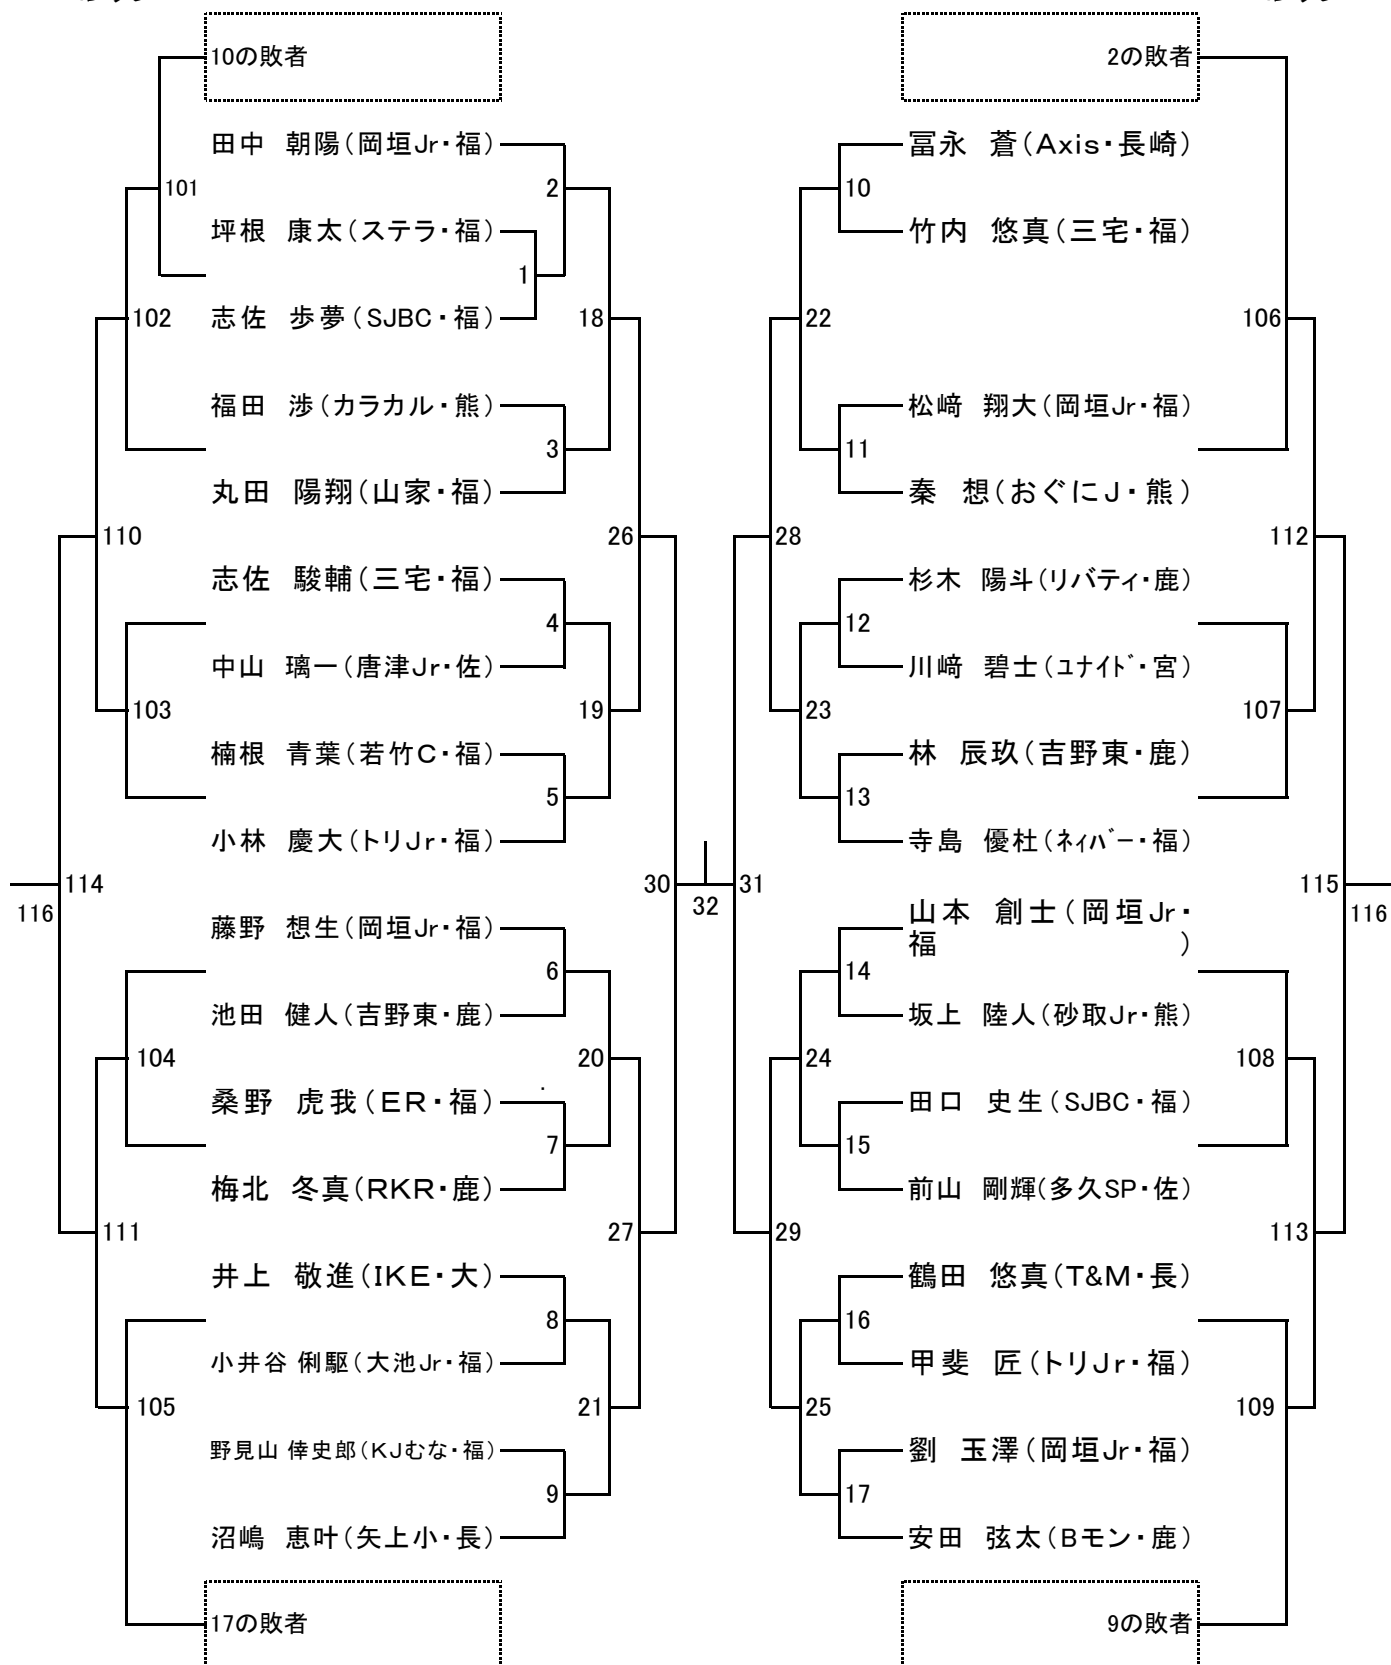 10の敗者
2の敗者
田中 朝陽(岡垣Jr・福)
冨永 蒼(Axis・長崎)
101
2
10
坪根 康太(ステラ・福)
竹内 悠真(三宅・福)
1
102
志佐 歩夢(SJBC・福)
18
22
106
福田 渉(カラカル・熊)
松﨑 翔大(岡垣Jr・福)
3
11
丸田 陽翔(山家・福)
秦 想(おぐにJ・熊)
110
26
28
112
志佐 駿輔(三宅・福)
杉木 陽斗(リバティ・鹿)
4
12
中山 璃一(唐津Jr・佐)
川﨑 碧士(ユナイド・宮)
103
19
23
107
楠根 青葉(若竹C・福)
林 辰玖(吉野東・鹿)
5
13
小林 慶大(トリJr・福)
寺島 優杜(ネイバー・福)
114
30
31
115
116
32
116
藤野 想生(岡垣Jr・福)
山本 創士(岡垣Jr・
福)
6
14
池田 健人(吉野東・鹿)
坂上 陸人(砂取Jr・熊)
104
20
24
108
桑野 虎我(ER・福)
田口 史生(SJBC・福)
7
15
梅北 冬真(RKR・鹿)
前山 剛輝(多久SP・佐)
111
27
29
113
井上 敬進(IKE・大)
鶴田 悠真(T&M・長)
8
16
小井谷 俐駆(大池Jr・福)
甲斐 匠(トリJr・福)
105
21
25
109
野見山 倖史郎(KJむな・福)
劉 玉澤(岡垣Jr・福)
9
17
沼嶋 恵叶(矢上小・長)
安田 弦太(Bモン・鹿)
17の敗者
9の敗者